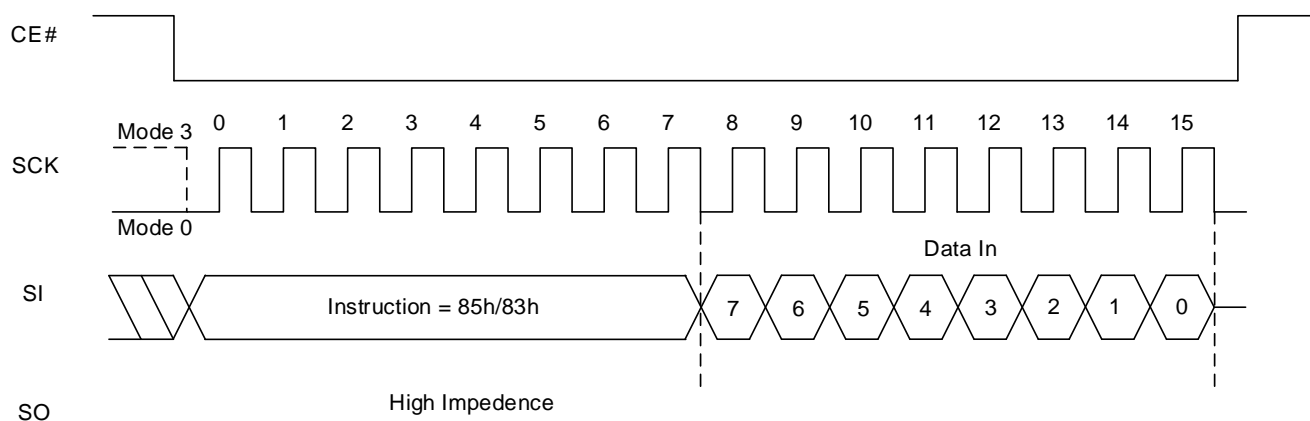 CE#
0 1 2 3 4 5 6 7 8 9 10 11 12 13 14 15
Mode 3
SCK
Mode 0
Data In
SI
Instruction = 85h/83h
7 6 5 4 3 2 1 0
High Impedence
SO